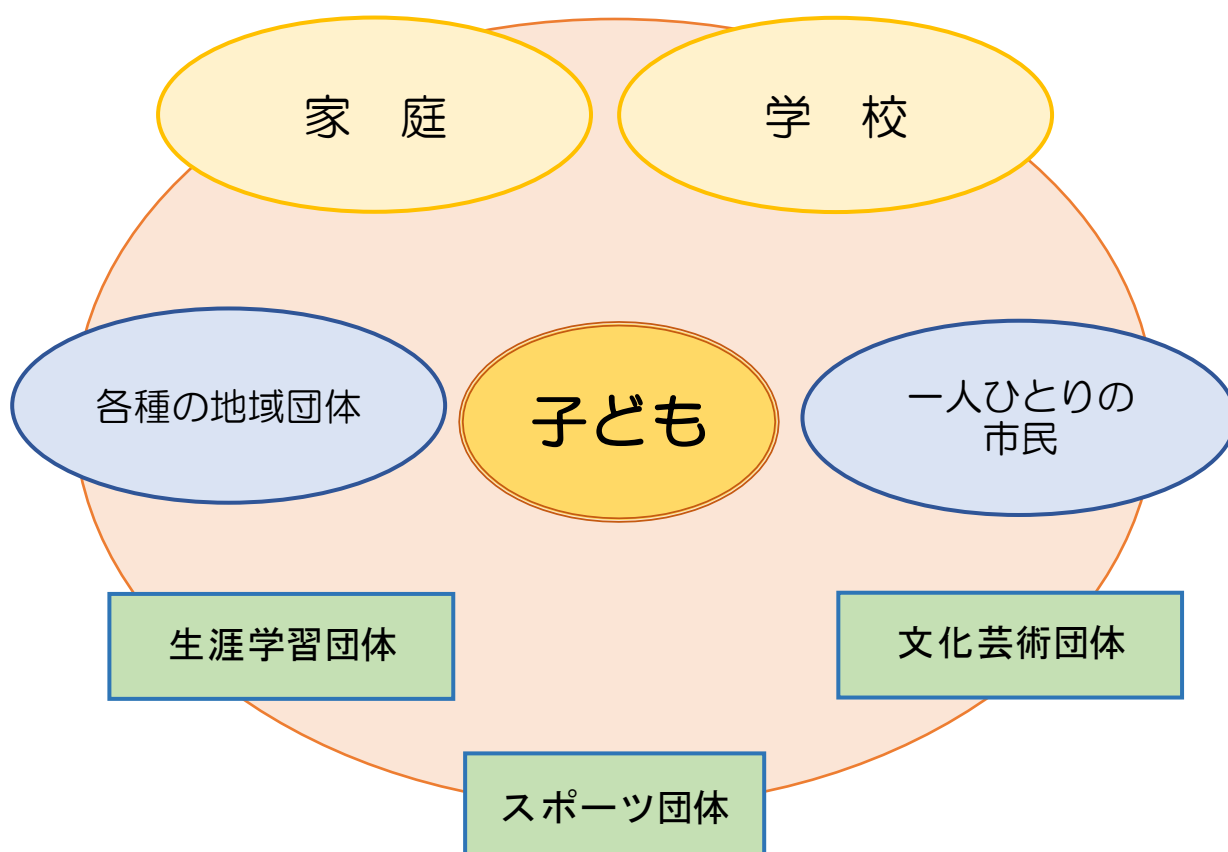 家　庭
学　校
各種の地域団体
子ども
一人ひとりの
市民
生涯学習団体
文化芸術団体
スポーツ団体